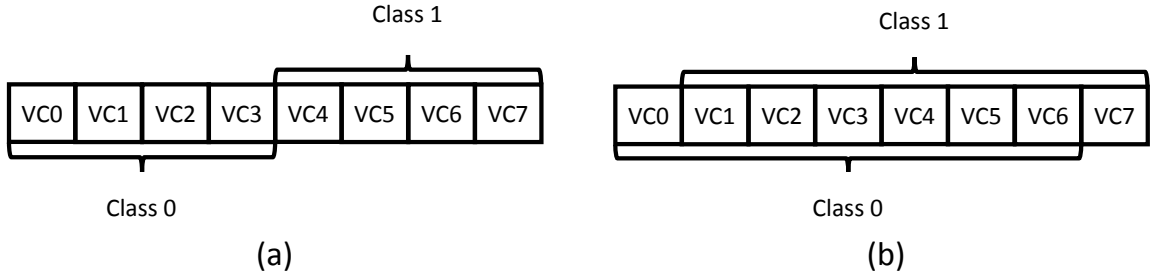 Class 1
VC0 VC1 VC2 VC3 VC4 VC5 VC6 VC7
Class 0
(a)
Class 1
VC0 VC1 VC2 VC3 VC4 VC5 VC6 VC7
Class 0
(b)